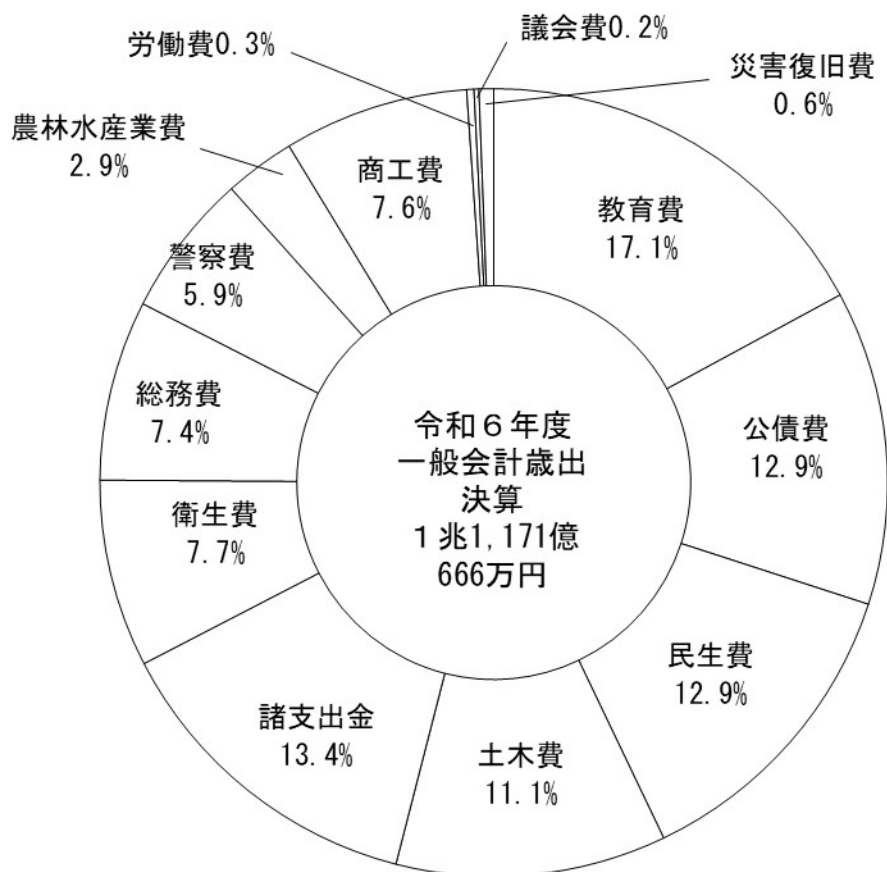 労働費0.3%
議会費0.2%
災害復旧費
0.6%
農林水産業費
2.9%
商工費
7.6%
教育費
17.1%
警察費
5.9%
総務費
7.4%
公債費
12.9%
令和６年度
一般会計歳出
決算
１兆1,171億
666万円
衛生費
7.7%
民生費
12.9%
諸支出金
13.4%
土木費
11.1%